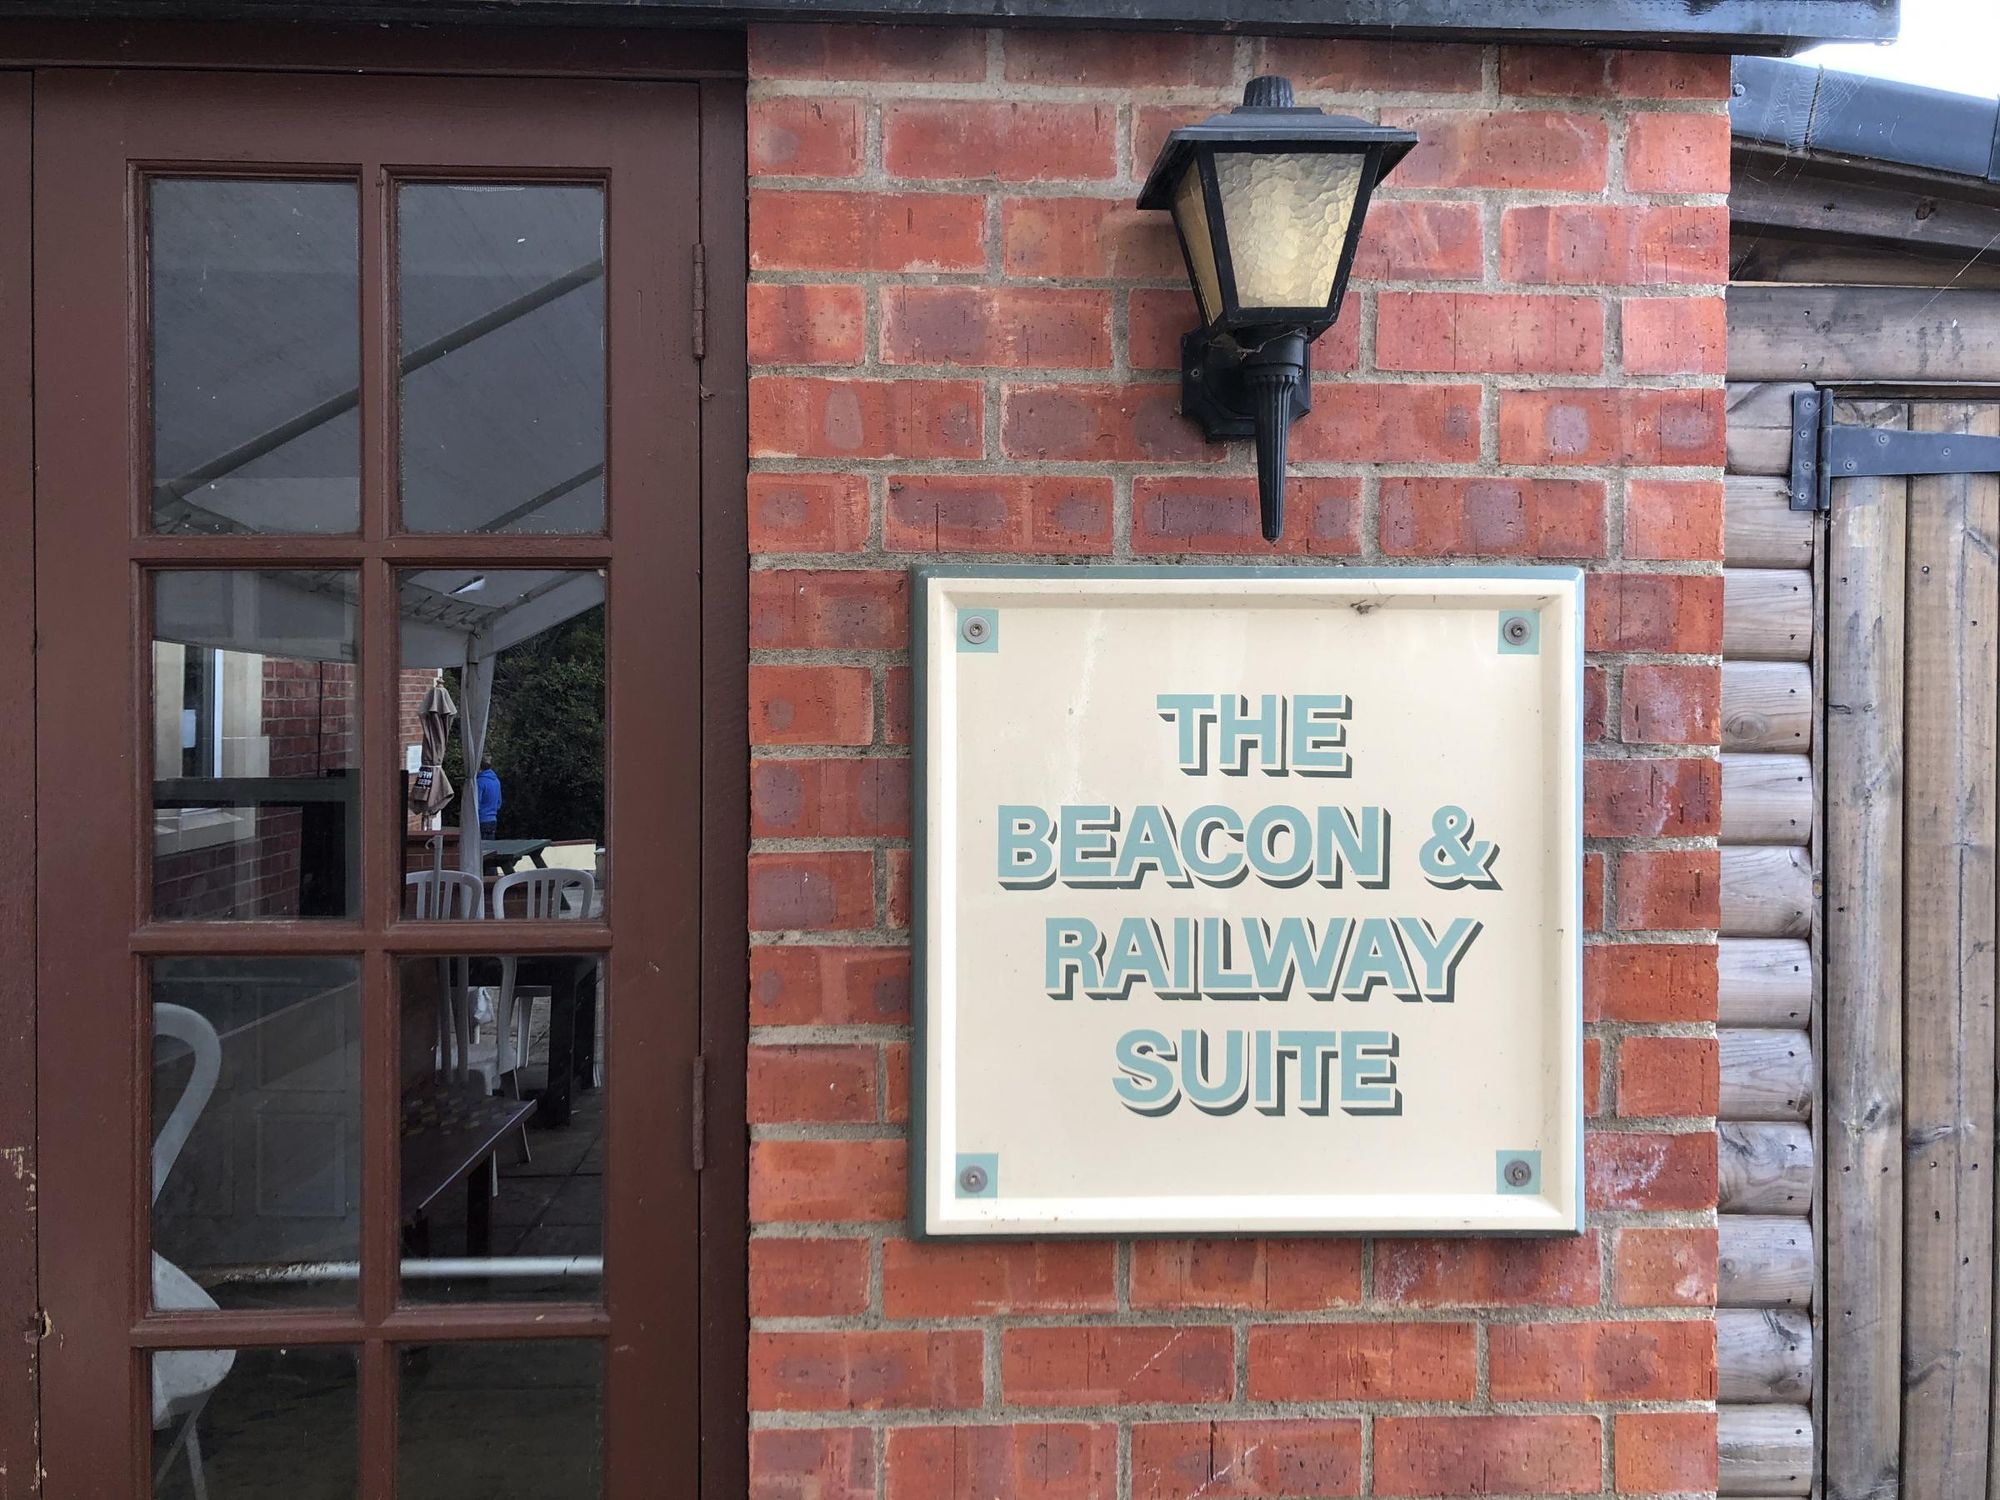 THE
BEACON &
RAILWAY
SUITE